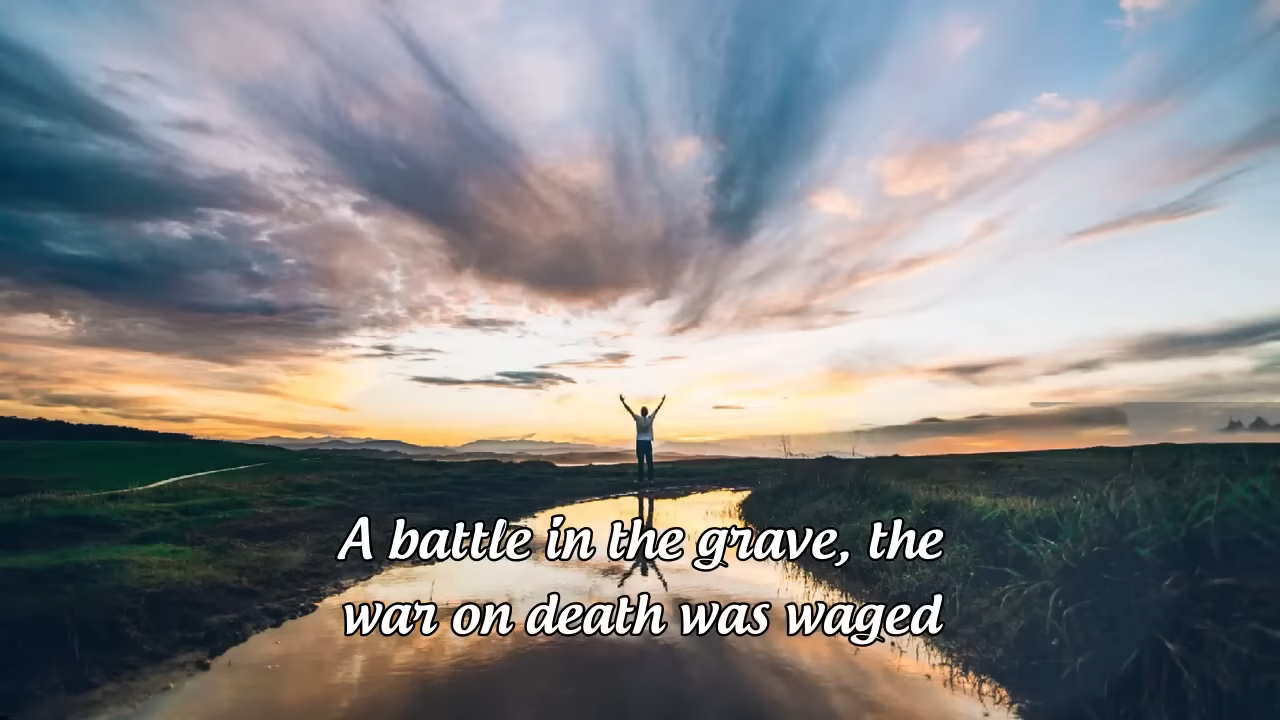 A battle in the grave, the
war on death was waged